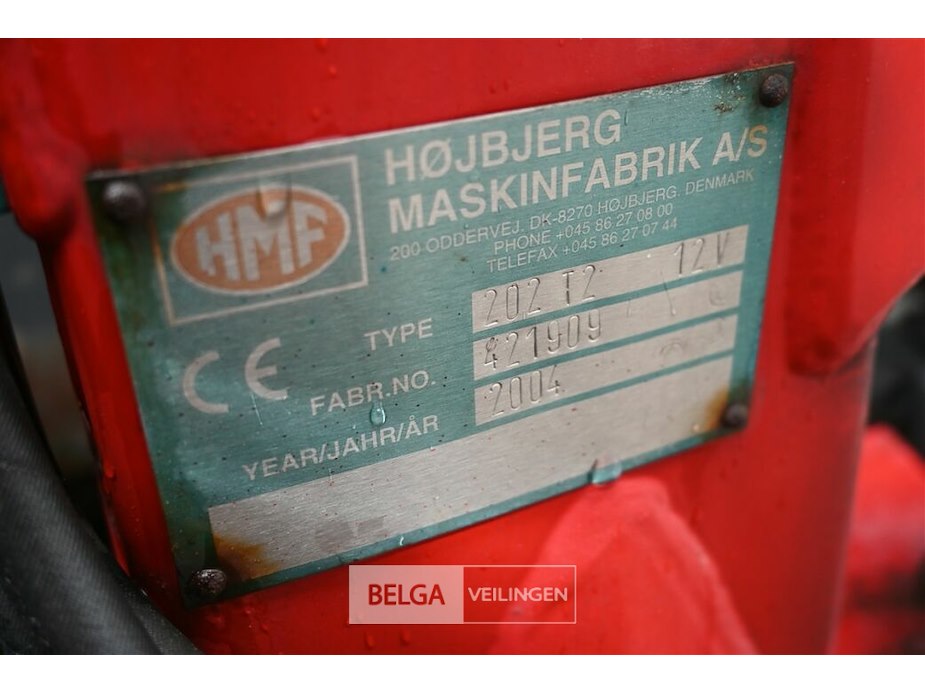 HMF
HØJBJERG
MASKINFABRIK A/S
200 ODDERVEJ, DK-8270 HØJBJERG, DENMARK
PHONE +045 86 27 08 00
TELEFAX +045 86 27 07 44
CE
TYPE 202 T2 12V
FABR.NO. 421909
YEAR/JAHR/ÅR 2004
BELGA VEILINGEN